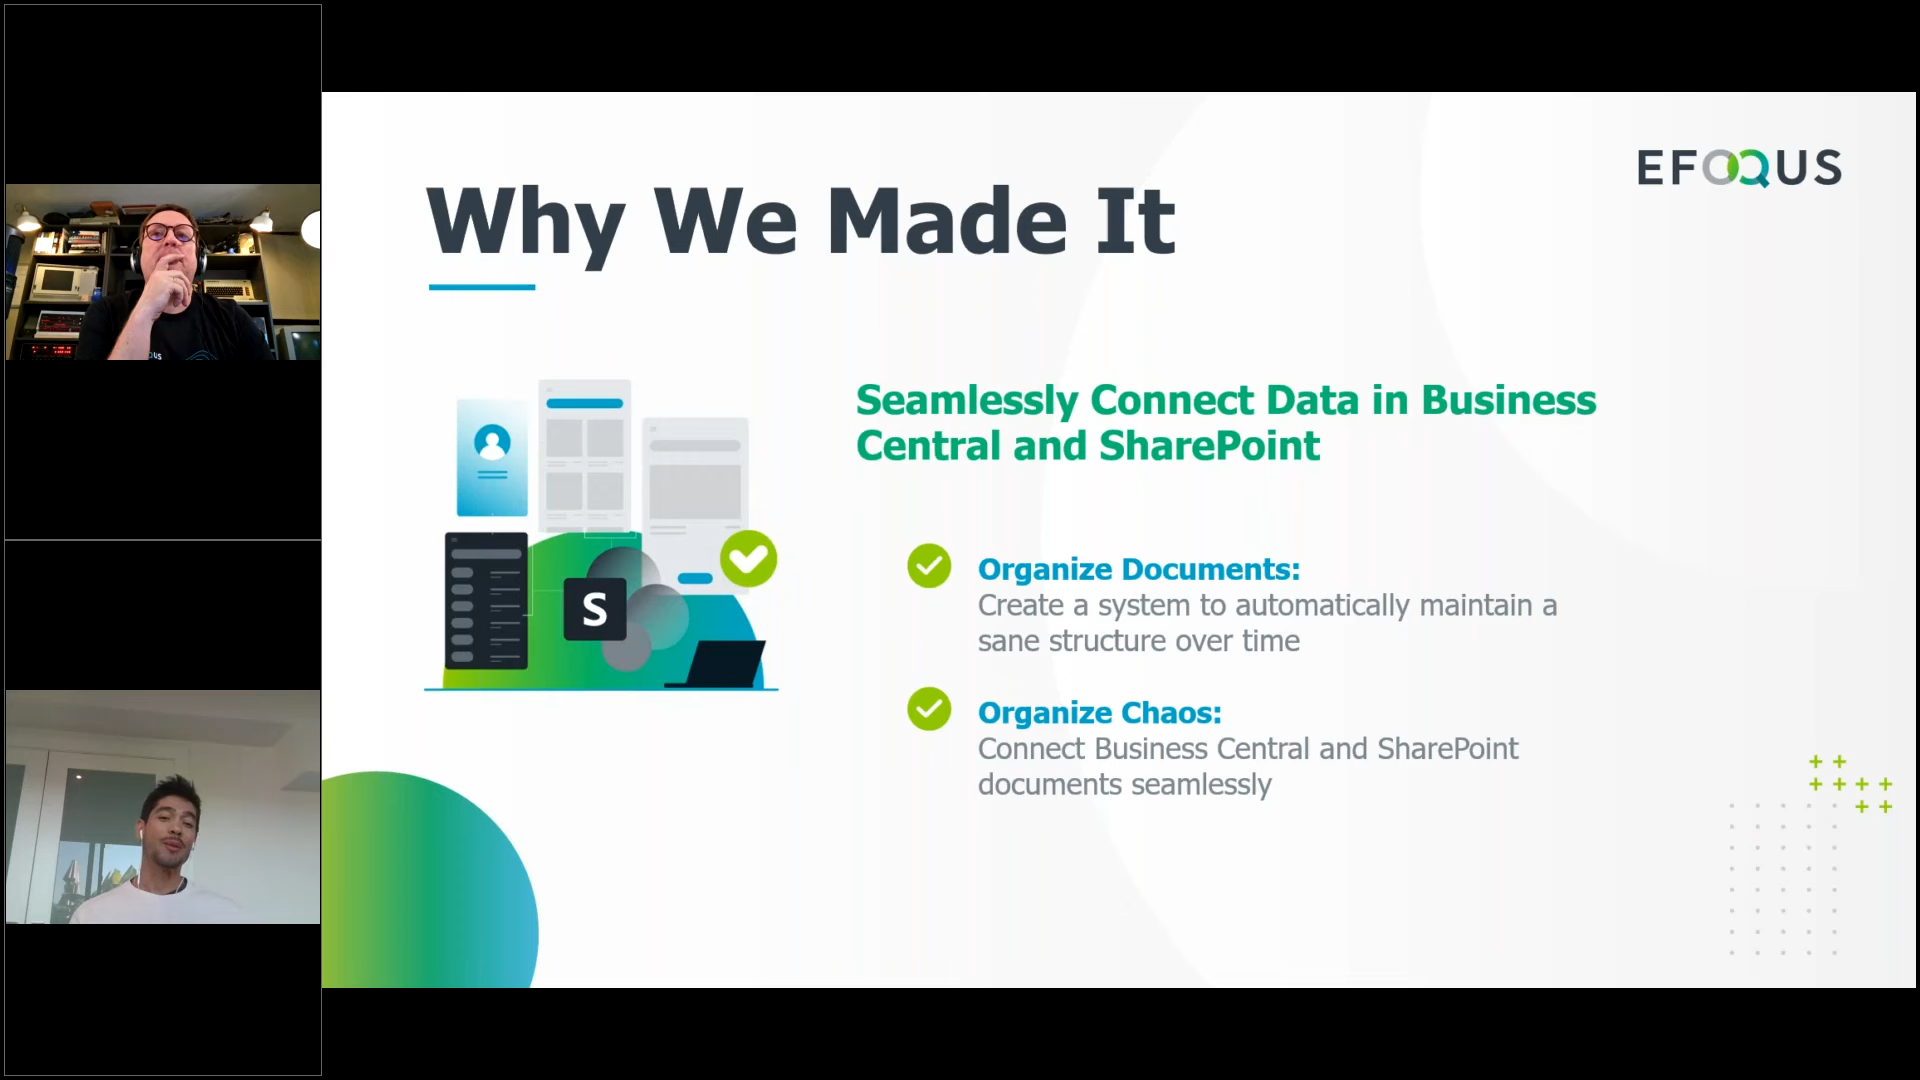 EFOQUS
Why We Made It
Seamlessly Connect Data in Business
Central and SharePoint
S
Organize Documents:
Create a system to automatically maintain a
sane structure over time
Organize Chaos:
Connect Business Central and SharePoint
documents seamlessly